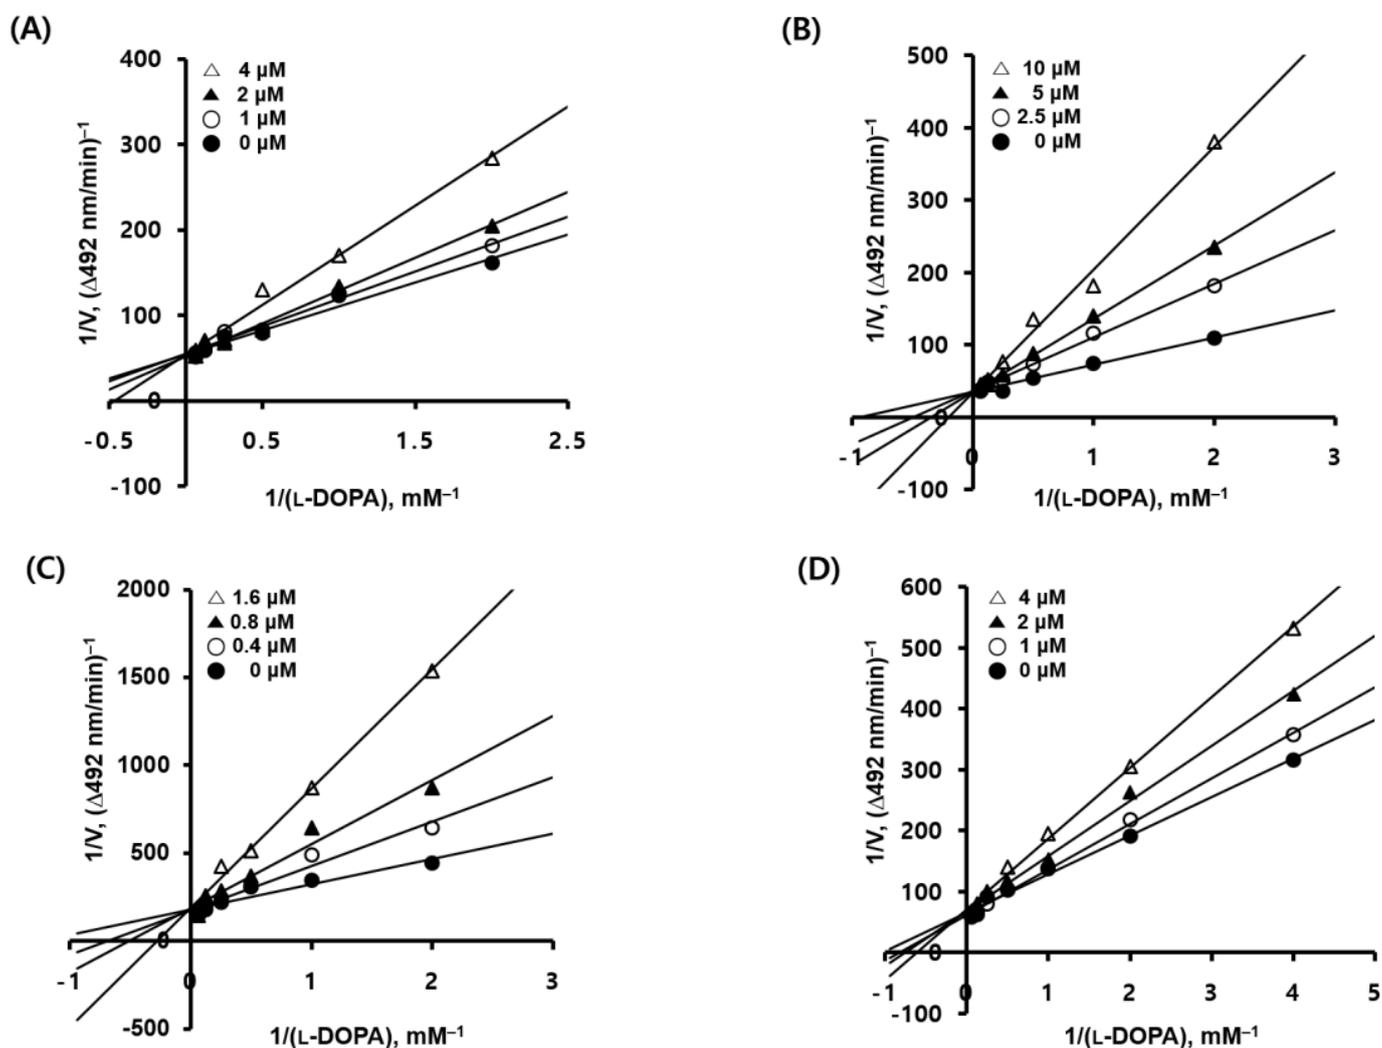 (A)
400
300
200
100
0
-100
△ 4 µM
▲ 2 µM
○ 1 µM
● 0 µM
-0.5
0.5
1.5
2.5
1/V, (Δ492 nm/min)⁻¹
1/(L-DOPA), mM⁻¹
(B)
500
400
300
200
100
0
-100
△ 10 µM
▲ 5 µM
○ 2.5 µM
● 0 µM
-1
0
1
2
3
1/V, (Δ492 nm/min)⁻¹
1/(L-DOPA), mM⁻¹
(C)
2000
1500
1000
500
0
-500
△ 1.6 µM
▲ 0.8 µM
○ 0.4 µM
● 0 µM
-1
0
1
2
3
1/V, (Δ492 nm/min)⁻¹
1/(L-DOPA), mM⁻¹
(D)
600
500
400
300
200
100
0
-100
△ 4 µM
▲ 2 µM
○ 1 µM
● 0 µM
-1
0
1
2
3
4
5
1/V, (Δ492 nm/min)⁻¹
1/(L-DOPA), mM⁻¹